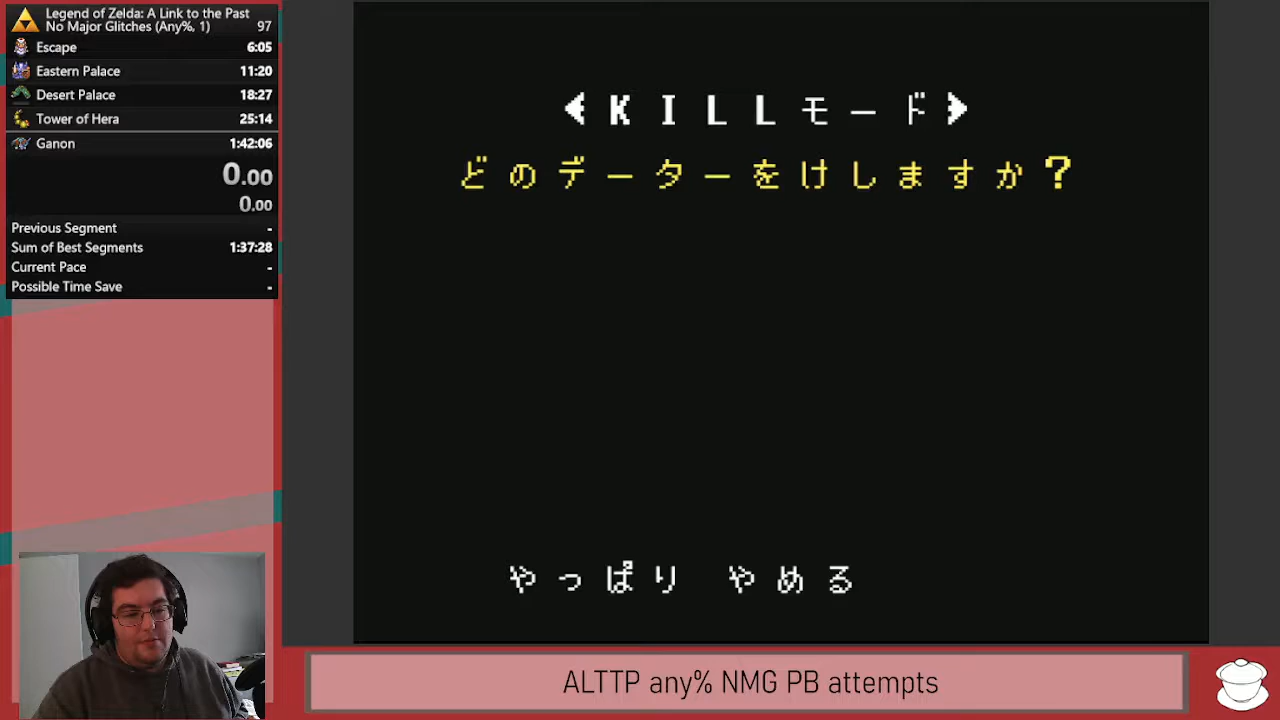 Legend of Zelda: A Link to the Past
No Major Glitches (Any%, 1) 97
Escape 6:05
Eastern Palace 11:20
Desert Palace 18:27
Tower of Hera 25:14
Ganon 1:42:06
0.00
0.00
Previous Segment -
Sum of Best Segments 1:37:28
Current Pace -
Possible Time Save -
KILLモード
どのデーターをけしますか?
やっぱり やめる
ALTTP any% NMG PB attempts